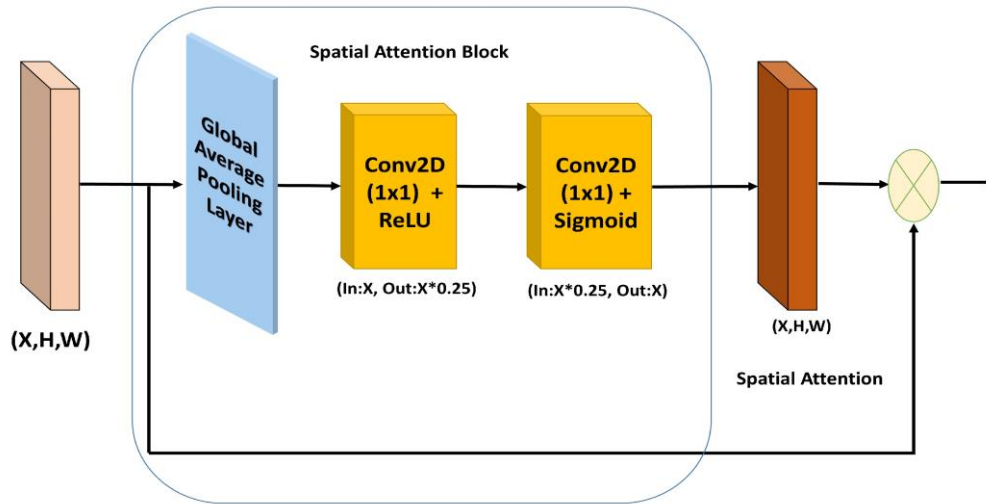 Spatial Attention Block
(X,H,W)
Global
Average
Pooling
Layer
Conv2D
(1x1) +
ReLU
(In:X, Out:X*0.25)
Conv2D
(1x1) +
Sigmoid
(In:X*0.25, Out:X)
(X,H,W)
Spatial Attention